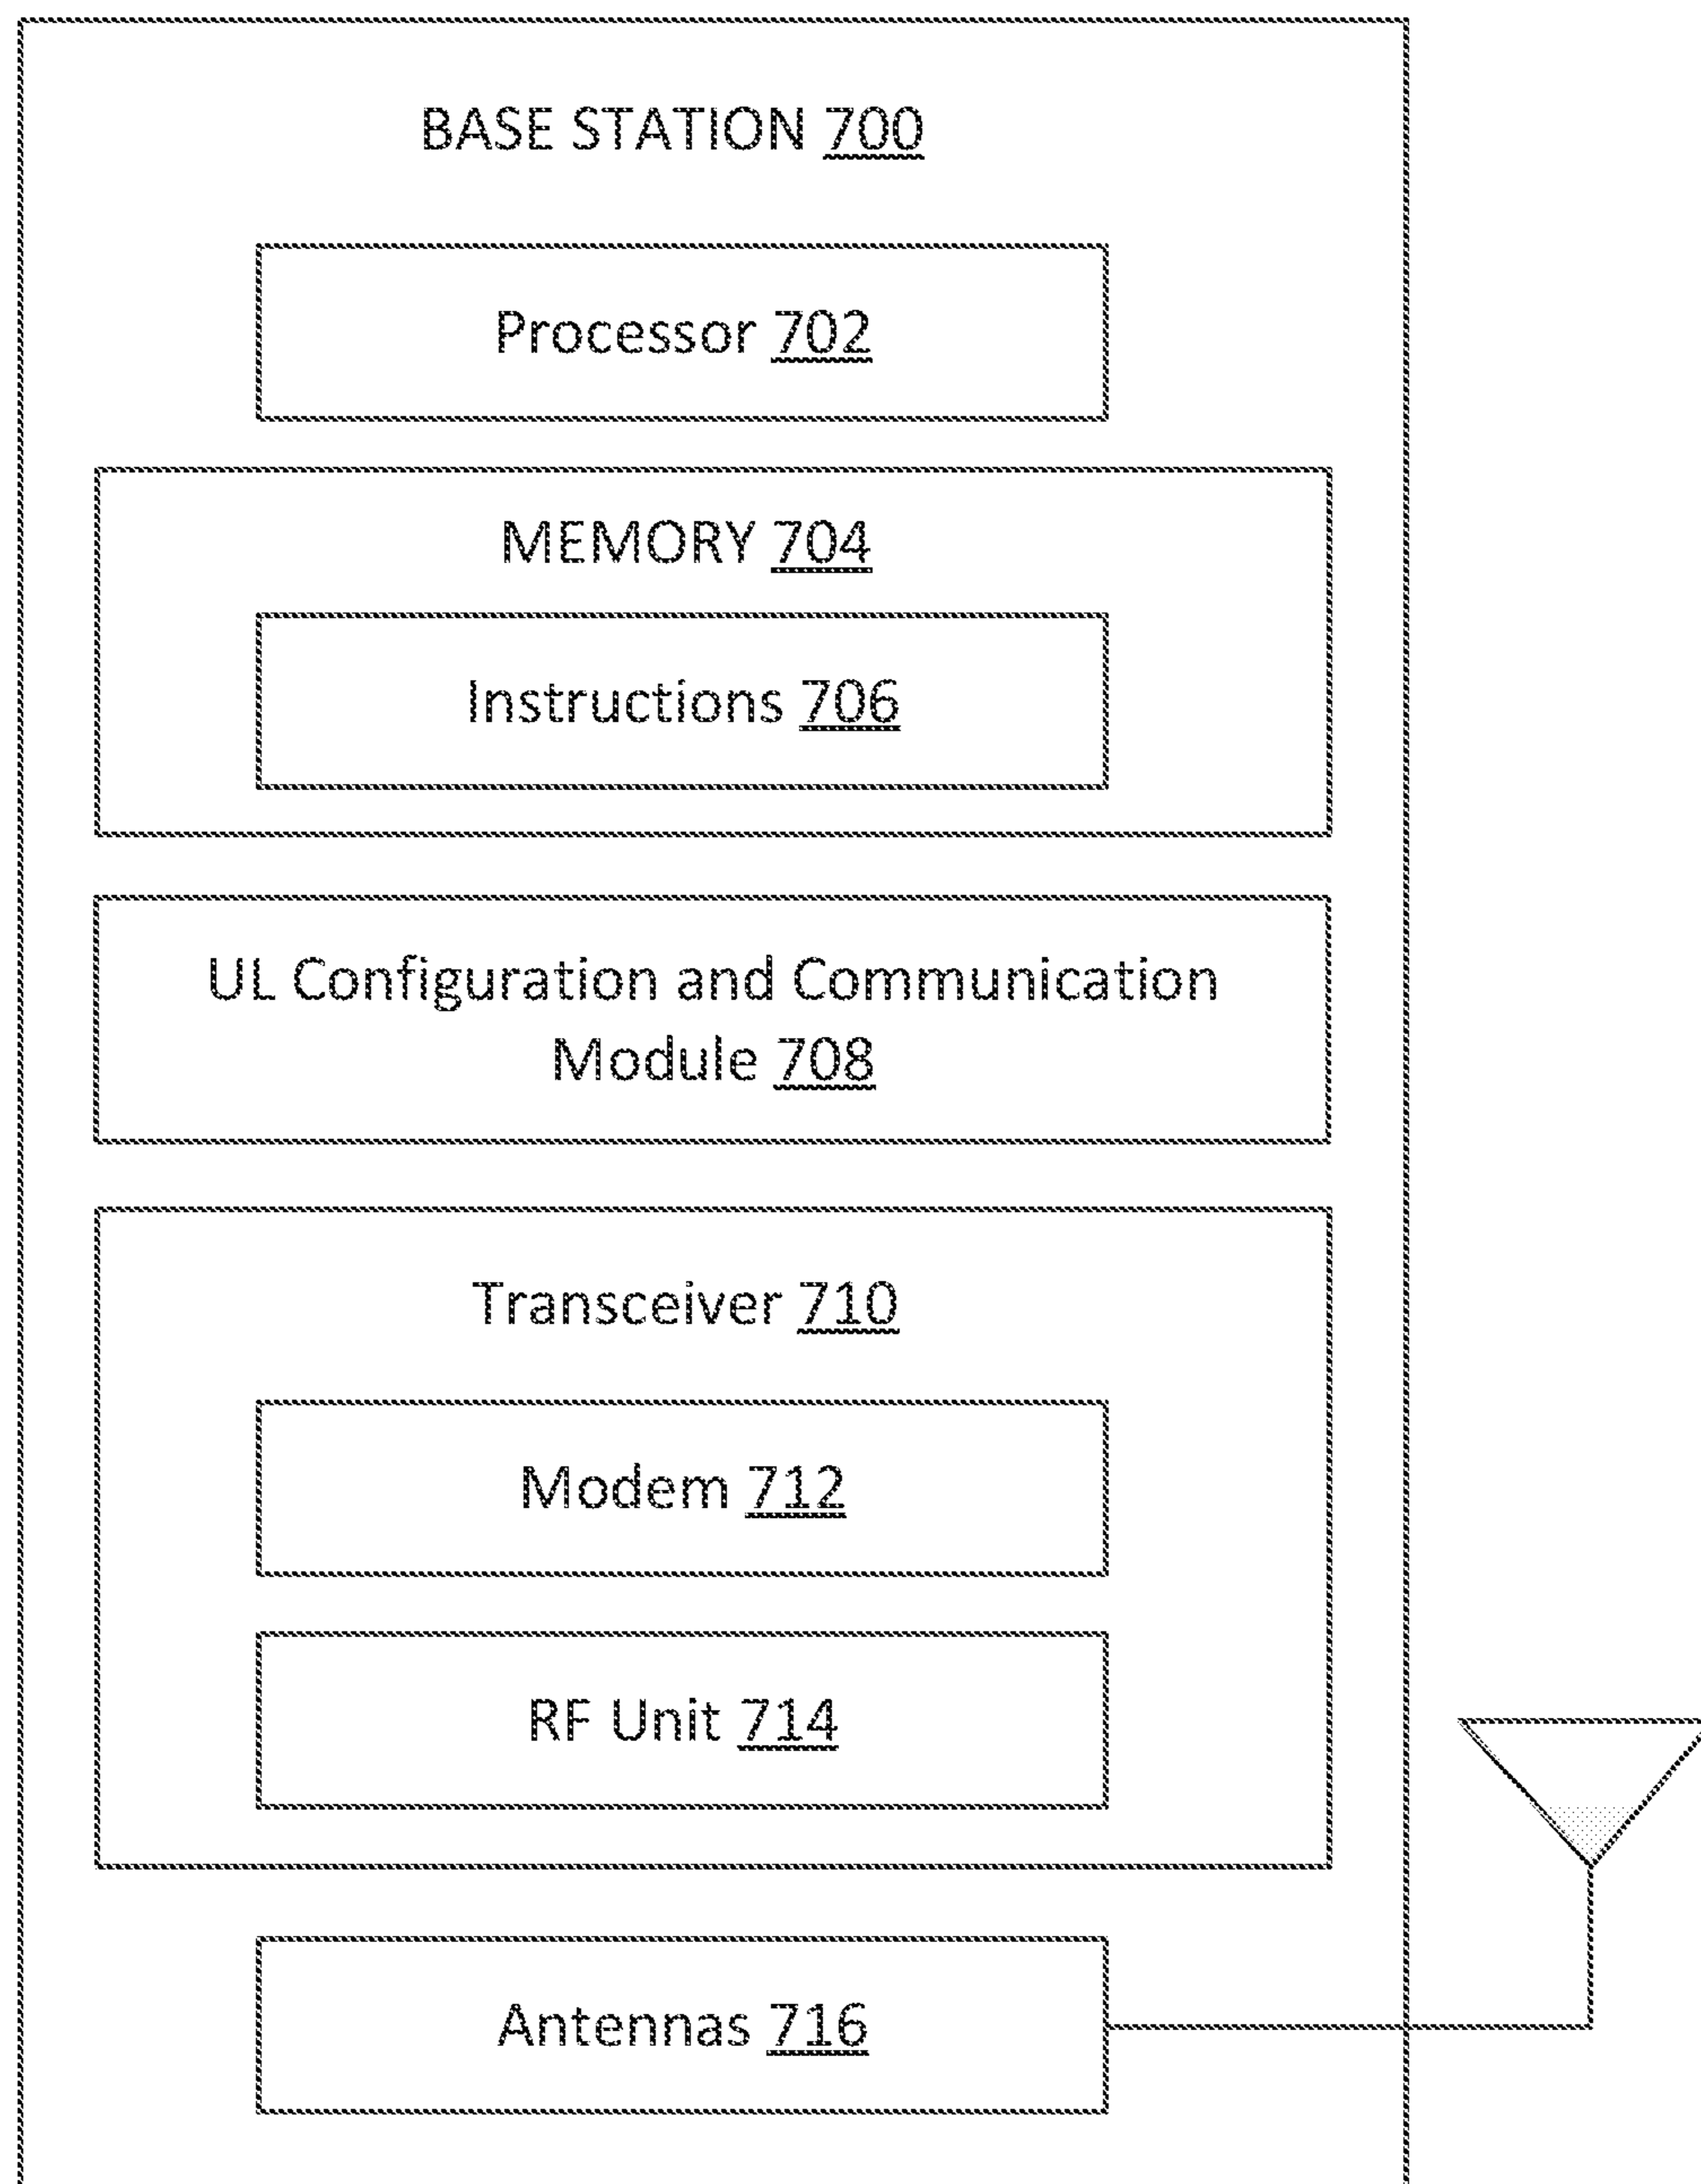 BASE STATION 700
Processor 702
MEMORY 704
Instructions 706
UL Configuration and Communication
Module 708
Transceiver 710
Modem 712
RF Unit 714
Antennas 716